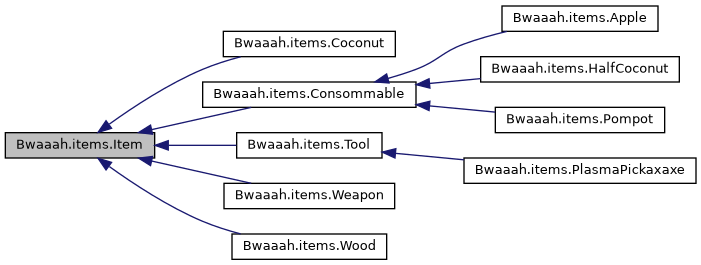 Bwaaah.items.Item
Bwaaah.items.Coconut
Bwaaah.items.Consommable
Bwaaah.items.Tool
Bwaaah.items.Weapon
Bwaaah.items.Wood
Bwaaah.items.Apple
Bwaaah.items.HalfCoconut
Bwaaah.items.Pompot
Bwaaah.items.PlasmaPickaxaxe